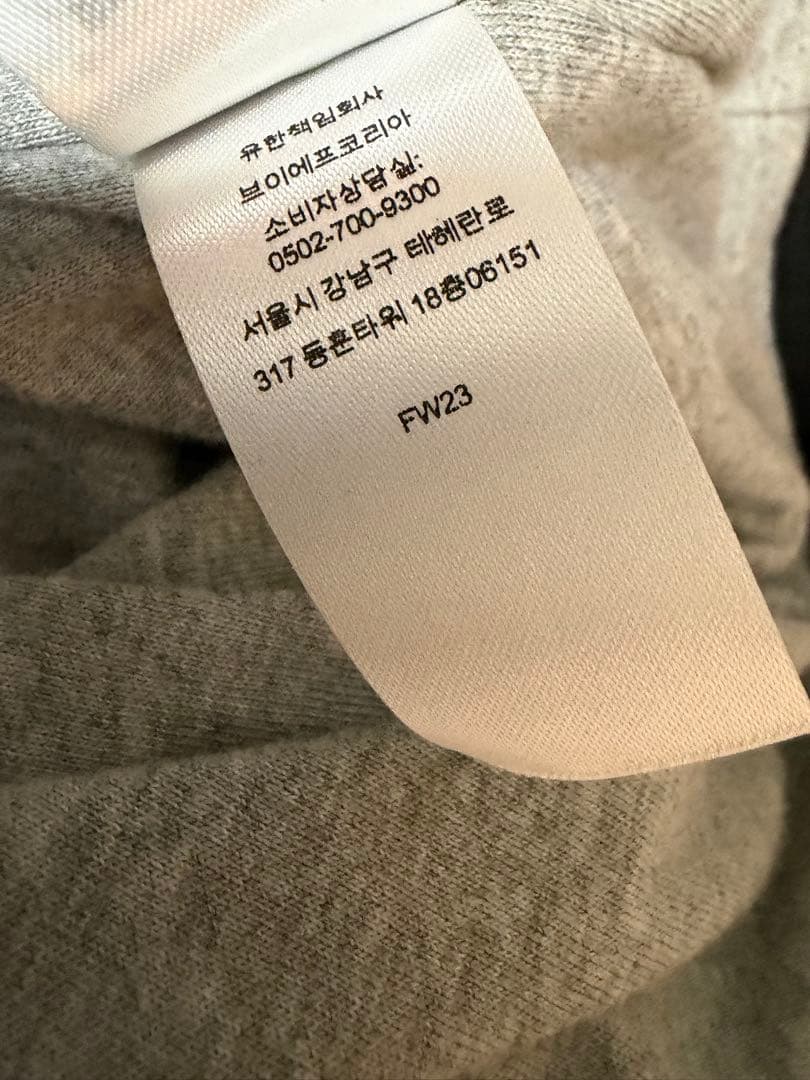 유한책임회사
브이에프코리아
소비자상담실:
0502-700-9300
서울시 강남구 테헤란로
317 동훈타워 18층06151
FW23